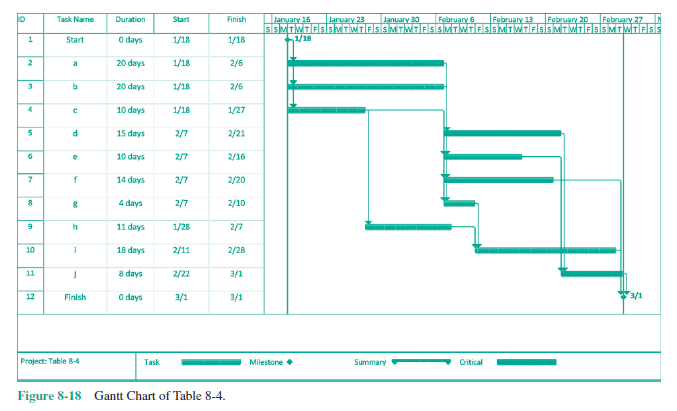 ID Task Name Duration Start Finish January 16 January 23 January 30 February 6 February 13 February 20 February 27
S S M T W T F S S M T W T F S S M T W T F S S M T W T F S S M T W T F S S M T W T F S S M T W T F S S
1 Start 0 days 1/18 1/18 1/18
2 a 20 days 1/18 2/6
3 b 20 days 1/18 2/6
4 c 10 days 1/18 1/27
5 d 15 days 2/7 2/21
6 e 10 days 2/7 2/16
7 f 14 days 2/7 2/20
8 g 4 days 2/7 2/10
9 h 11 days 1/28 2/7
10 i 18 days 2/11 2/28
11 j 8 days 2/22 3/1
12 Finish 0 days 3/1 3/1 3/1
Project: Table 8-4 Task Milestone Summary Critical
Figure 8-18 Gantt Chart of Table 8-4.